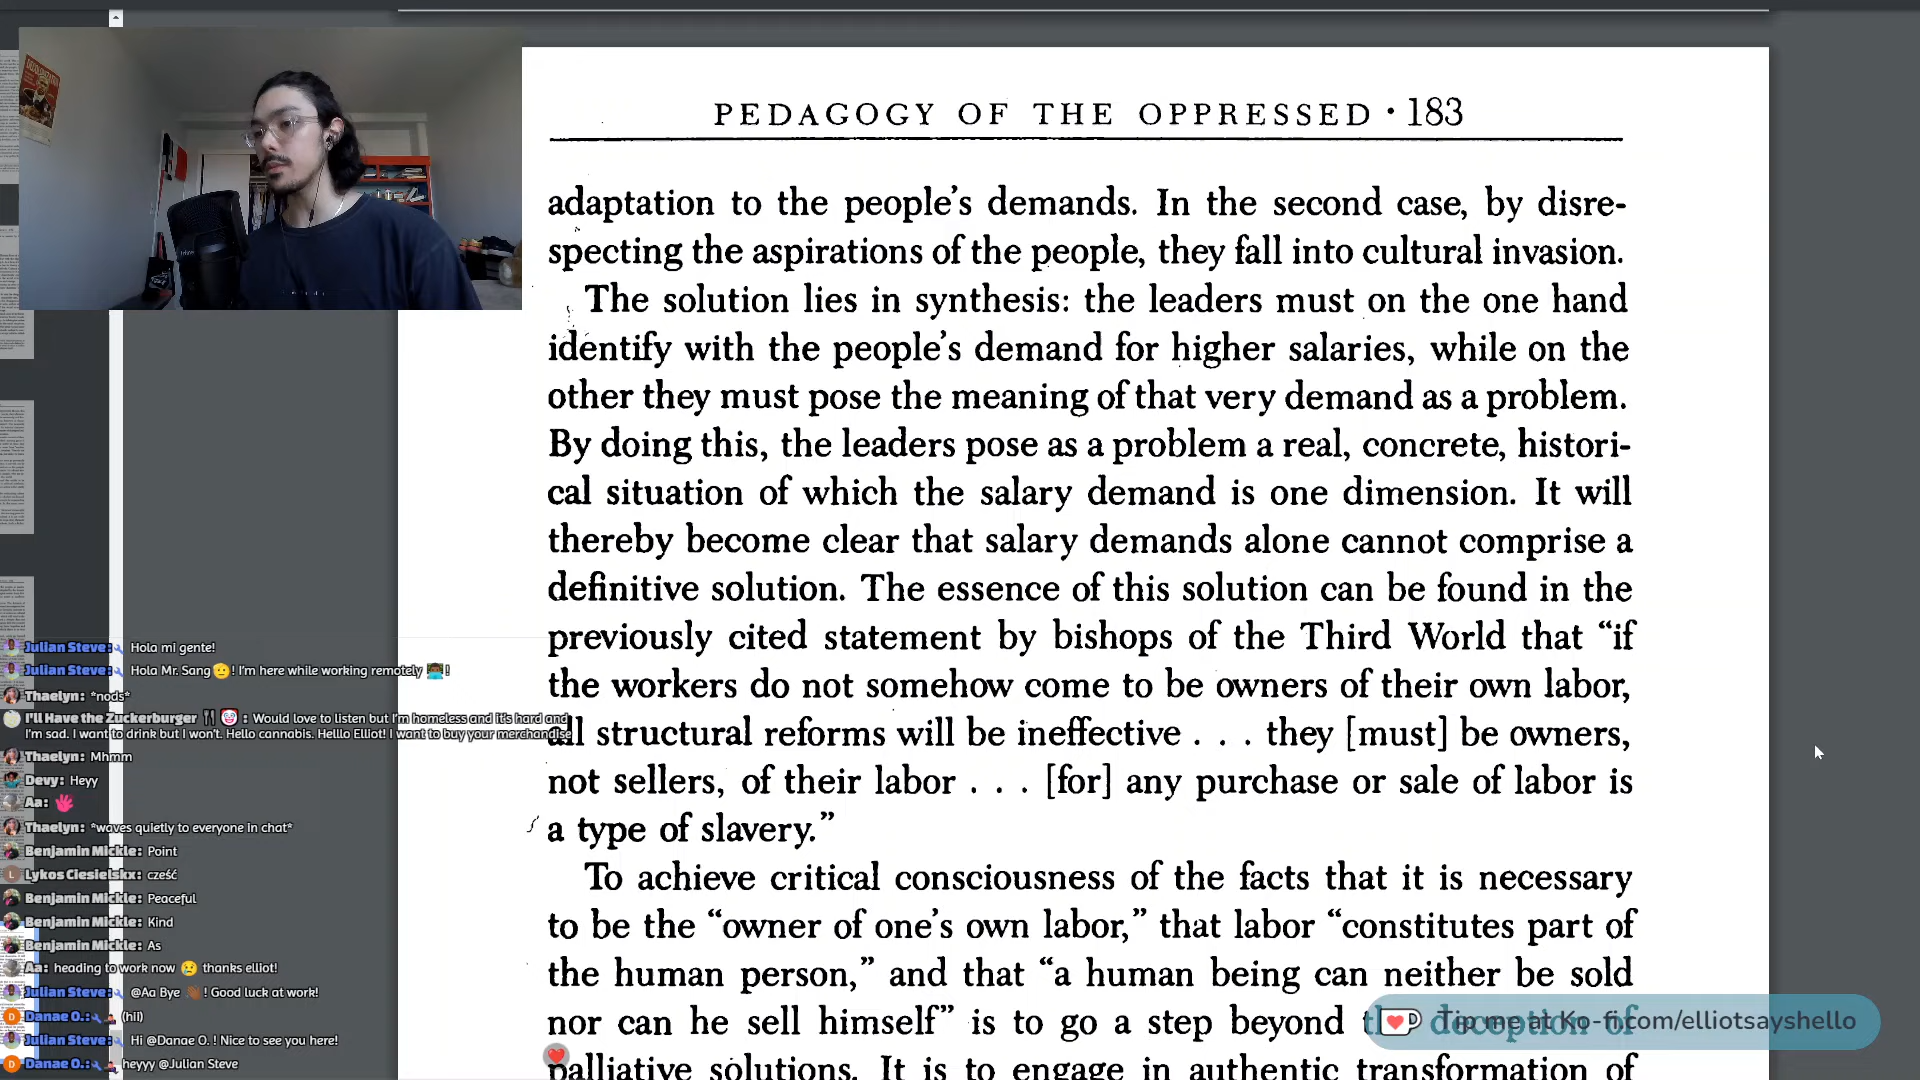 PEDAGOGY OF THE OPPRESSED · 183
adaptation to the people's demands. In the second case, by disre-
specting the aspirations of the people, they fall into cultural invasion.
The solution lies in synthesis: the leaders must on the one hand
identify with the people's demand for higher salaries, while on the
other they must pose the meaning of that very demand as a problem.
By doing this, the leaders pose as a problem a real, concrete, histori-
cal situation of which the salary demand is one dimension. It will
thereby become clear that salary demands alone cannot comprise a
definitive solution. The essence of this solution can be found in the
previously cited statement by bishops of the Third World that “if
the workers do not somehow come to be owners of their own labor,
all structural reforms will be ineffective . . . they [must] be owners,
not sellers, of their labor . . . [for] any purchase or sale of labor is
a type of slavery.”
To achieve critical consciousness of the facts that it is necessary
to be the “owner of one's own labor,” that labor “constitutes part of
the human person,” and that “a human being can neither be sold
nor can he sell himself” is to go a step beyond the deception of
palliative solutions. It is to engage in authentic transformation of
Julian Steve: Hola mi gente!
Julian Steve: Hola Mr. Sang🫡! I'm here while working remotely 👨🏾‍💻!
Thaelyn: *nods*
I'll Have the Zuckerburger 🍴 🤡: Would love to listen but I'm homeless and it's hard and
I'm sad. I want to drink but I won't. Hello cannabis. Helllo Elliot! I want to buy your merchandise
Thaelyn: Mhmm
Devy: Heyy
Aa: 👋
Thaelyn: *waves quietly to everyone in chat*
Benjamin Mickle: Point
Lykos Ciesielskx: cześć
Benjamin Mickle: Peaceful
Benjamin Mickle: Kind
Benjamin Mickle: As
Aa: heading to work now 😢 thanks elliot!
Julian Steve: @Aa Bye 👋🏾! Good luck at work!
Danae O.: (hii)
Julian Steve: Hi @Danae O. ! Nice to see you here!
Danae O.: heyyy @Julian Steve
Tip me at Ko-fi.com/elliotsayshello